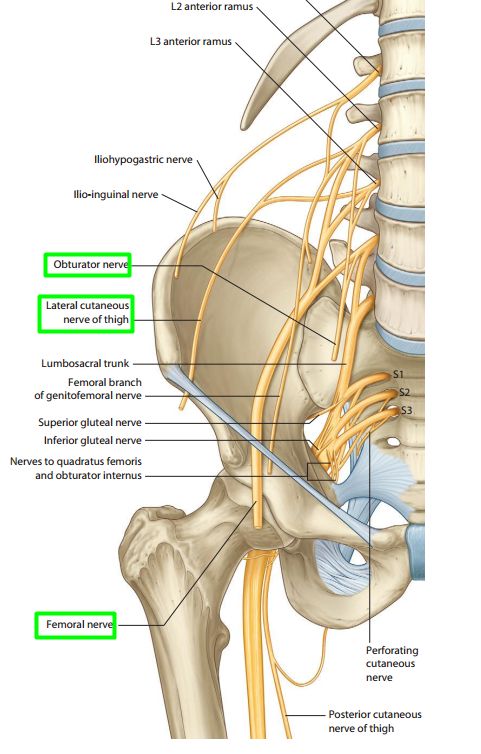 L2 anterior ramus
L3 anterior ramus
Iliohypogastric nerve
Ilio-inguinal nerve
Obturator nerve
Lateral cutaneous
nerve of thigh
Lumbosacral trunk
Femoral branch
of genitofemoral nerve
Superior gluteal nerve
Inferior gluteal nerve
Nerves to quadratus femoris
and obturator internus
S1
S2
S3
Femoral nerve
Perforating
cutaneous
nerve
Posterior cutaneous
nerve of thigh